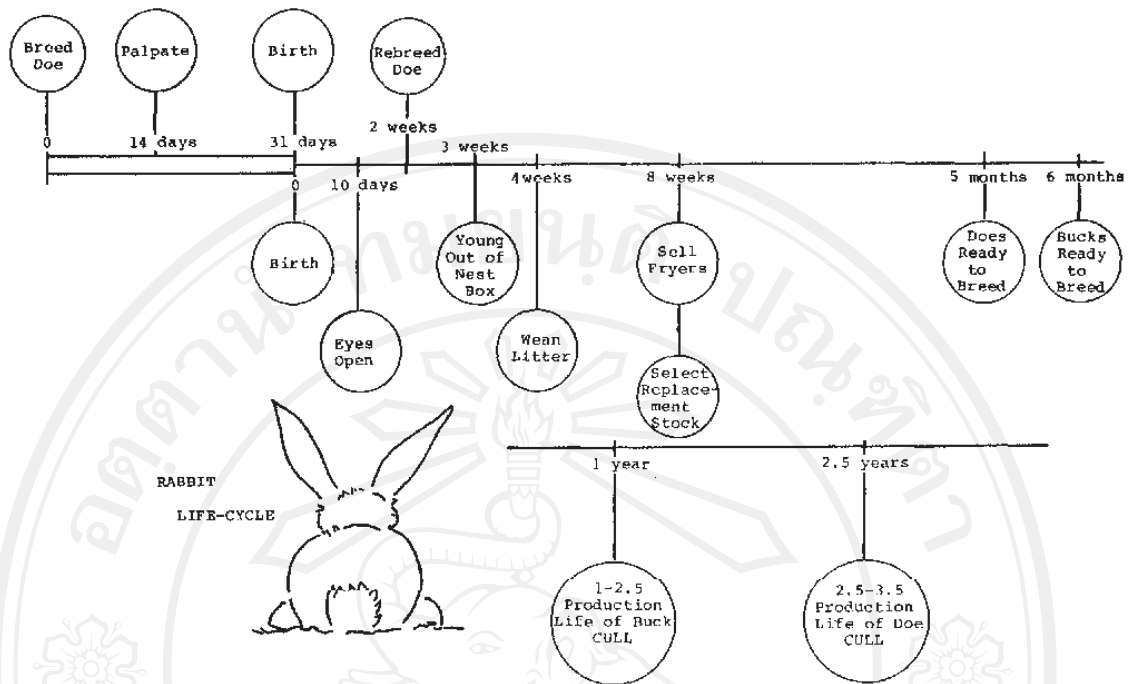 Breed
Doe
Palpate
Birth
Rebreed
Doe
0
14 days
31 days
2 weeks
3 weeks
0
10 days
4weeks
8 weeks
5 months
6 months
Birth
Eyes
Open
Young
Out of
Nest
Box
Wean
Litter
Sell
Fryers
Select
Replace-
ment
Stock
Does
Ready
to
Breed
Bucks
Ready
to
Breed
RABBIT
LIFE-CYCLE
1 year
2.5 years
1-2.5
Production
Life of Buck
CULL
2.5-3.5
Production
Life of Doe
CULL